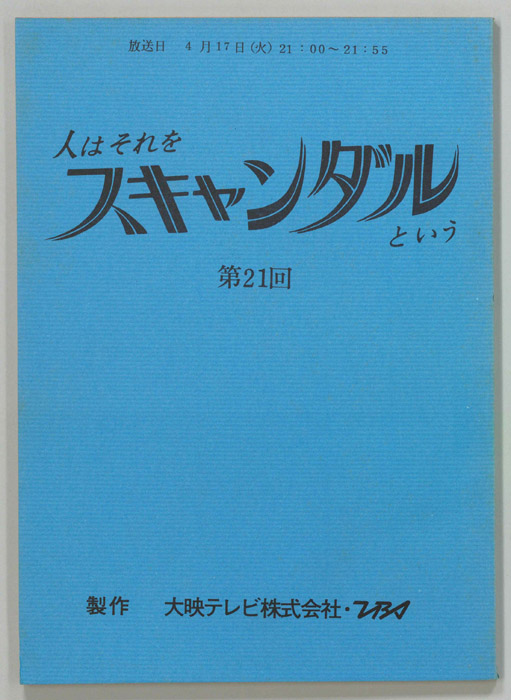 放送日 4月17日(火)21:00～21:55
人はそれを
スキャンダル
という
第21回
製作 大映テレビ株式会社・TBS